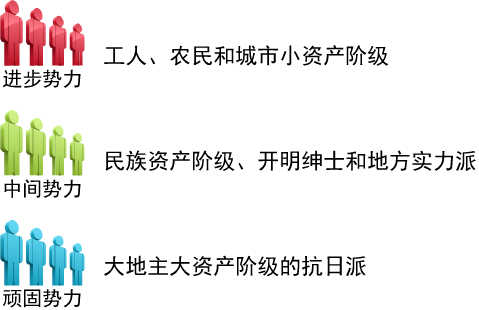 工人、农民和城市小资产阶级
进步势力
民族资产阶级、开明绅士和地方实力派
中间势力
大地主大资产阶级的抗日派
顽固势力